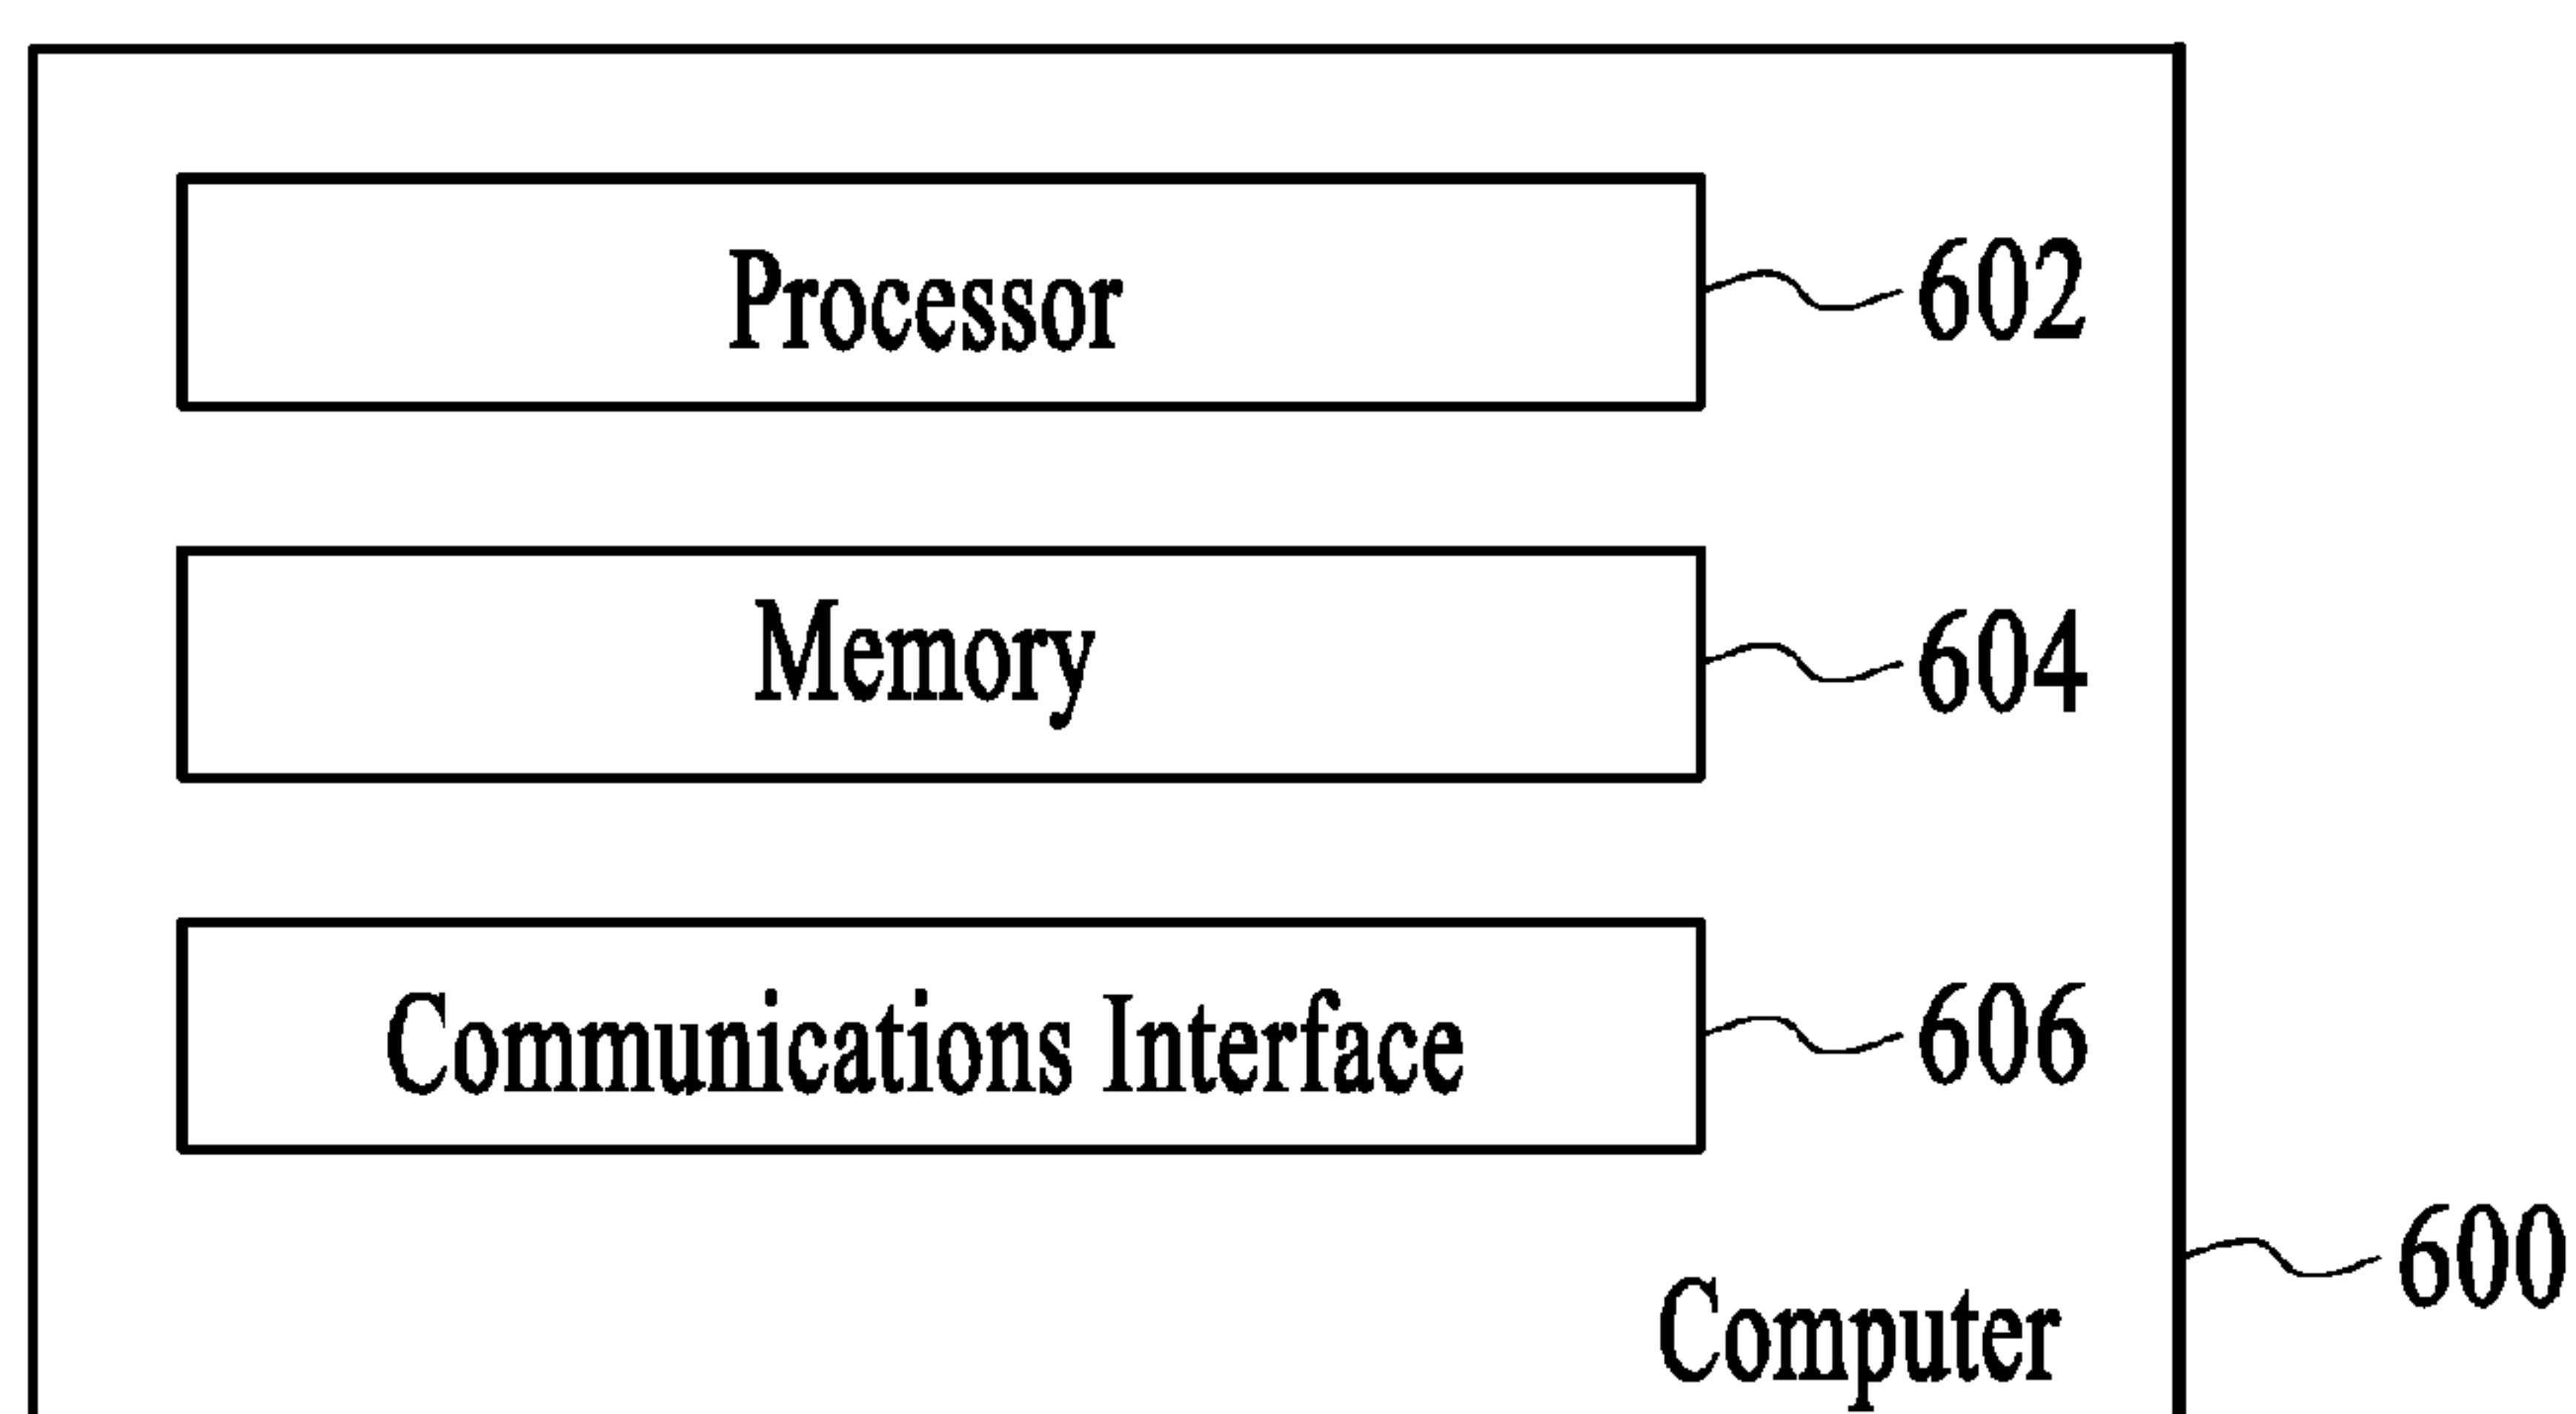 Processor 602
Memory 604
Communications Interface 606
600
Computer